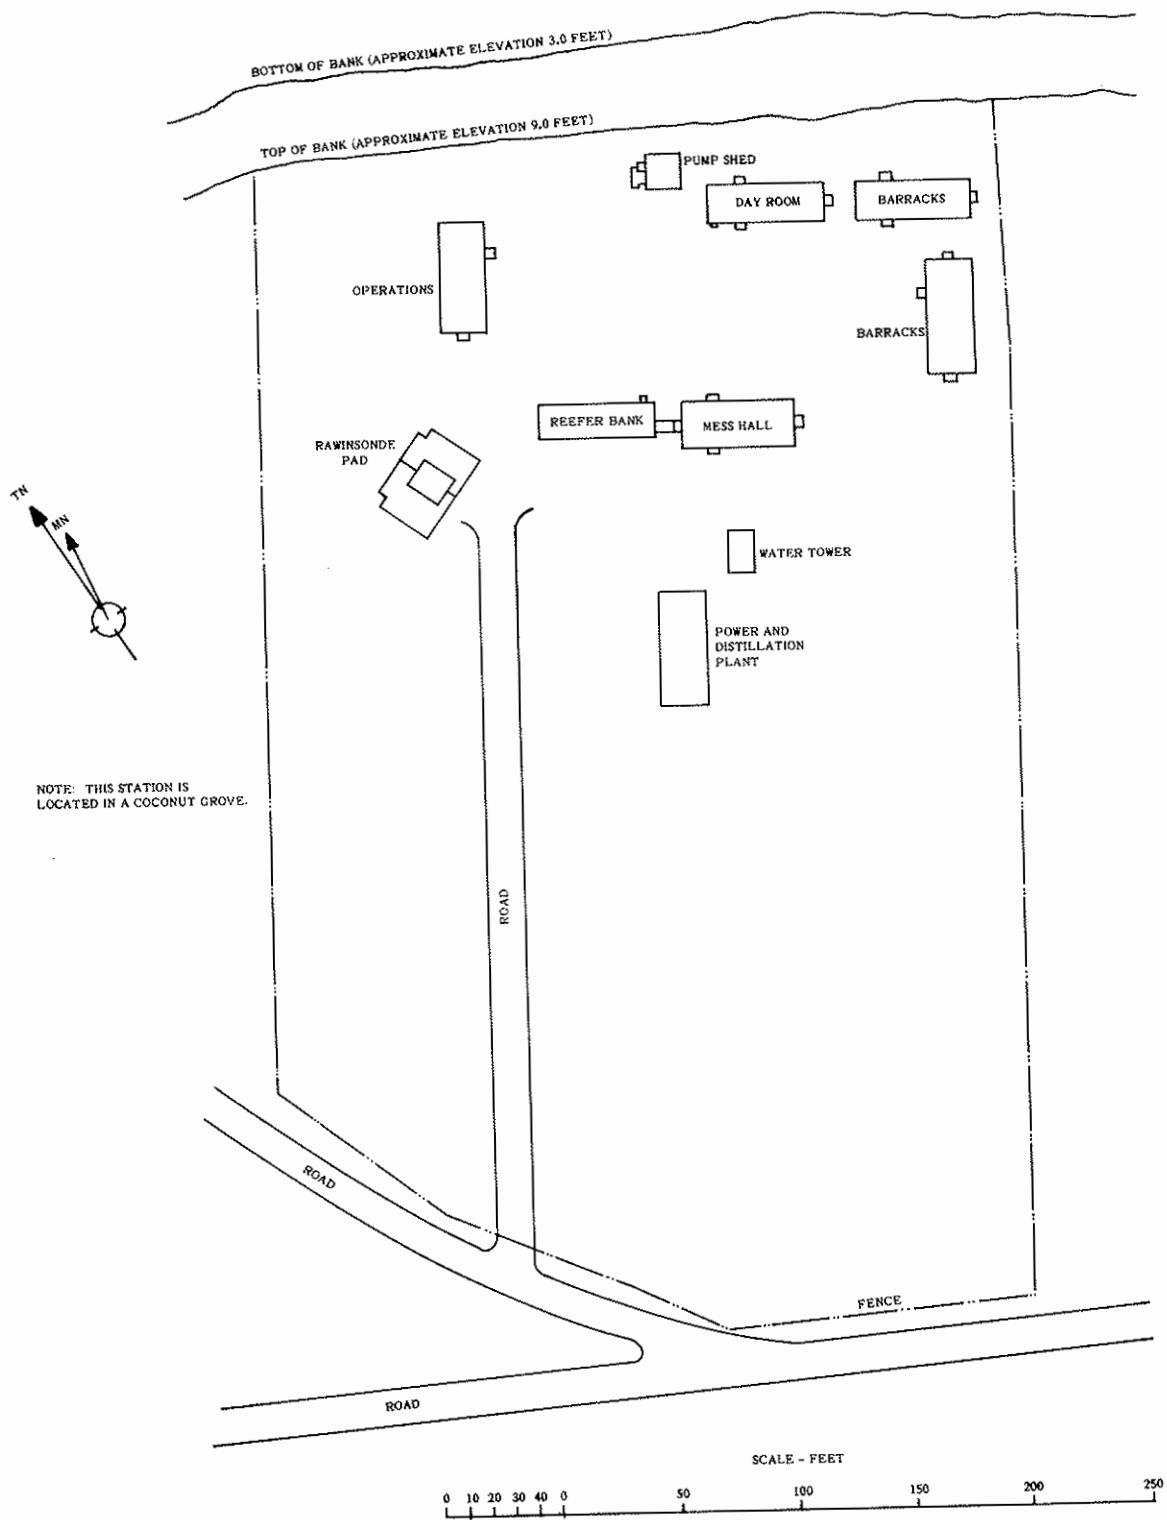 BOTTOM OF BANK (APPROXIMATE ELEVATION 3.0 FEET)
TOP OF BANK (APPROXIMATE ELEVATION 9.0 FEET)
PUMP SHED
DAY ROOM
BARRACKS
OPERATIONS
BARRACKS
REEFER BANK
MESS HALL
RAWINSONDE
PAD
TN
MN
WATER TOWER
POWER AND
DISTILLATION
PLANT
NOTE: THIS STATION IS
LOCATED IN A COCONUT GROVE.
ROAD
ROAD
FENCE
ROAD
SCALE - FEET
0 10 20 30 40 0 50 100 150 200 250